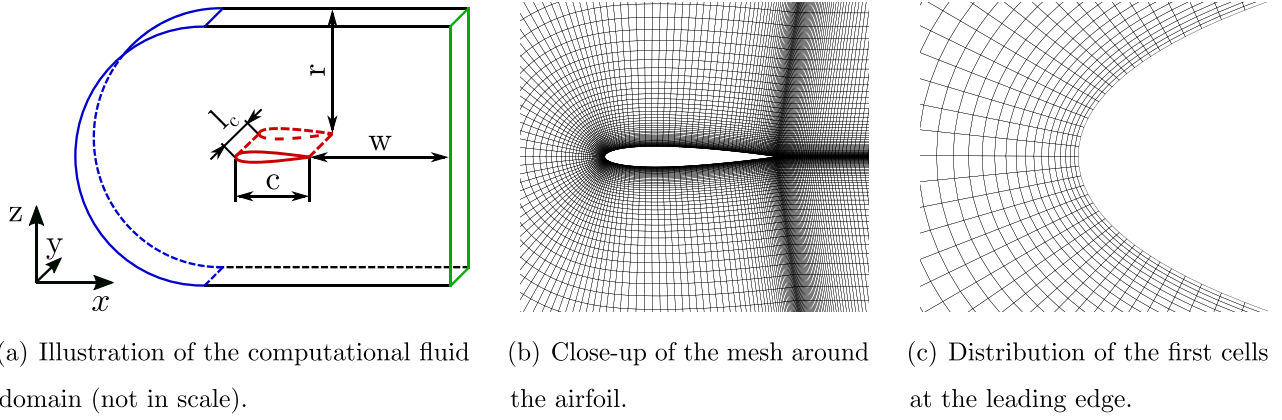 r
l_c
w
c
z
y
x
(a) Illustration of the computational fluid
domain (not in scale).
(b) Close-up of the mesh around
the airfoil.
(c) Distribution of the first cells
at the leading edge.